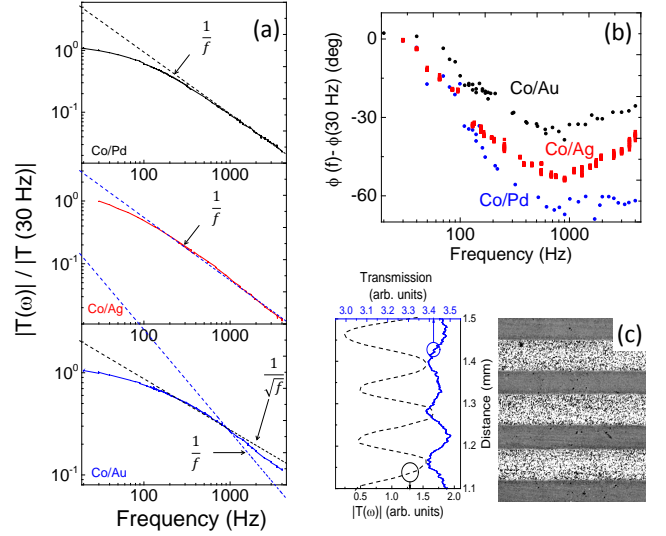 |T(ω)| / |T (30 Hz)|
(a)
10⁰
10⁻¹
1
f
Co/Pd
100
1000
10⁰
10⁻¹
1
f
Co/Ag
100
1000
10⁰
10⁻¹
1
√f
1
f
Co/Au
100
1000
Frequency (Hz)
(b)
ϕ (f)- ϕ(30 Hz) (deg)
0
-30
-60
Co/Au
Co/Ag
Co/Pd
100
1000
Frequency (Hz)
Transmission
(arb. units)
3.0 3.1 3.2 3.3 3.4 3.5
1.5
1.4
1.3
1.2
1.1
Distance (mm)
0.5 1.0 1.5 2.0
|T(ω)| (arb. units)
(c)